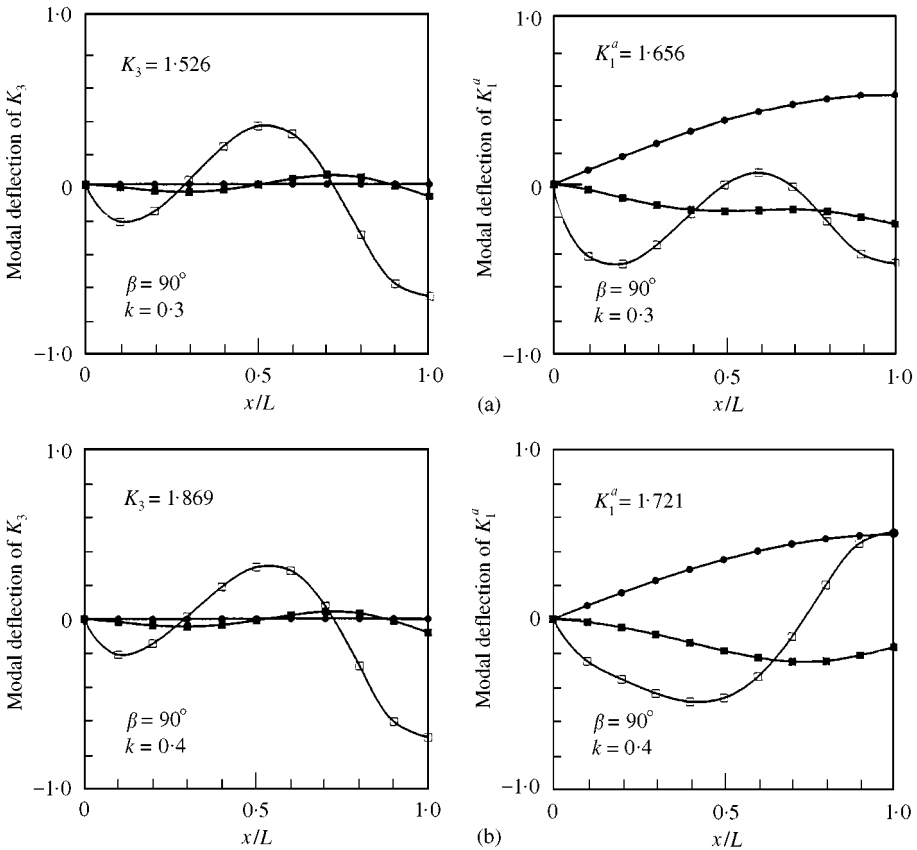 1·0
Modal deflection of K₃
K₃ = 1·526
0
β = 90°
k = 0·3
−1·0
0
0·5
1·0
x/L
1·0
Modal deflection of K₁ᵃ
K₁ᵃ = 1·656
0
β = 90°
k = 0·3
−1·0
0
0·5
1·0
x/L
(a)
1·0
Modal deflection of K₃
K₃ = 1·869
0
β = 90°
k = 0·4
−1·0
0
0·5
1·0
x/L
1·0
Modal deflection of K₁ᵃ
K₁ᵃ = 1·721
0
β = 90°
k = 0·4
−1·0
0
0·5
1·0
x/L
(b)